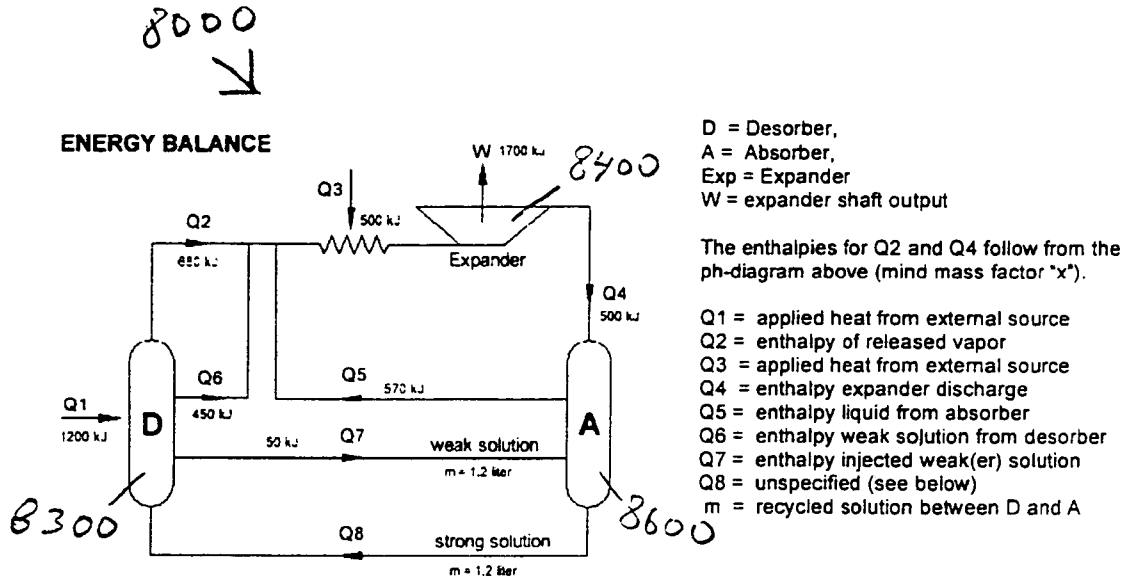 8000
ENERGY BALANCE
W 1700 kJ
8400
Q3
500 kJ
Q2
680 kJ
Expander
Q4
500 kJ
Q6
450 kJ
Q5
570 kJ
Q1
1200 kJ
D
A
50 kJ
Q7
weak solution
m = 1,2 liter
8300
8600
Q8
strong solution
m = 1,2 liter
D = Desorber,
A = Absorber,
Exp = Expander
W = expander shaft output
The enthalpies for Q2 and Q4 follow from the
ph-diagram above (mind mass factor "x").
Q1 = applied heat from external source
Q2 = enthalpy of released vapor
Q3 = applied heat from external source
Q4 = enthalpy expander discharge
Q5 = enthalpy liquid from absorber
Q6 = enthalpy weak solution from desorber
Q7 = enthalpy injected weak(er) solution
Q8 = unspecified (see below)
m = recycled solution between D and A